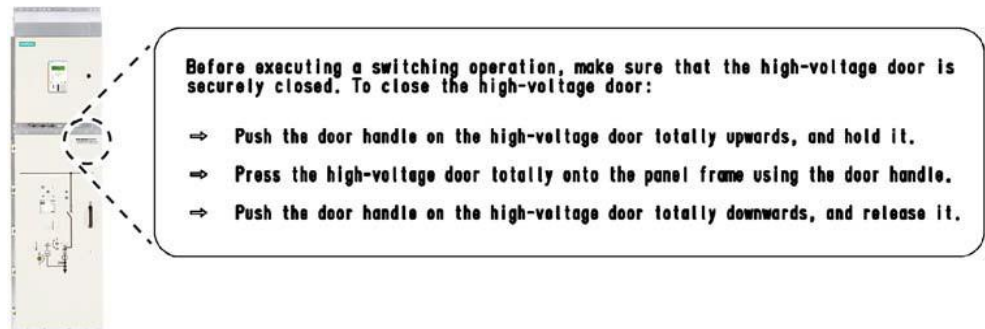 SIEMENS
Before executing a switching operation, make sure that the high-voltage door is
securely closed. To close the high-voltage door:
⇒ Push the door handle on the high-voltage door totally upwards, and hold it.
⇒ Press the high-voltage door totally onto the panel frame using the door handle.
⇒ Push the door handle on the high-voltage door totally downwards, and release it.